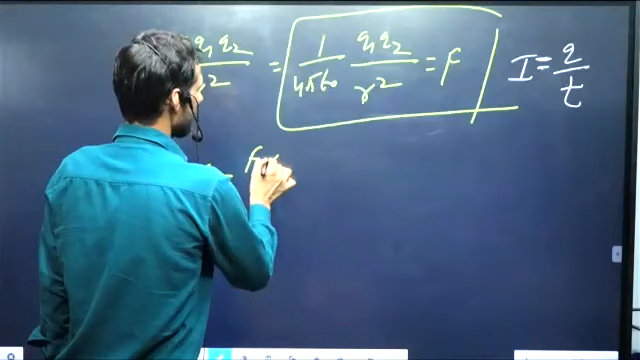 q₁q₂/r² = 1/4πε₀ q₁q₂/r² = F
I = q/t